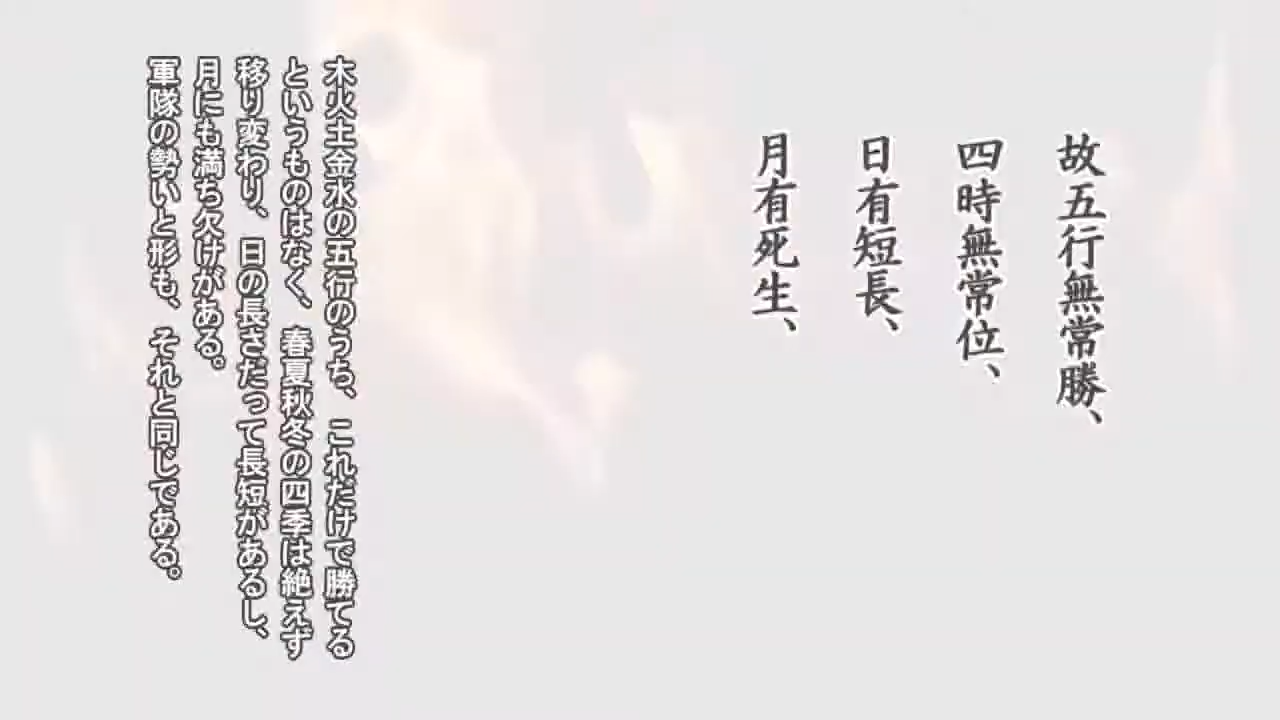 故五行無常勝、
四時無常位、
日有短長、
月有死生、
木火土金水の五行のうち、これだけで勝てる
というものはなく、春夏秋冬の四季は絶えず
移り変わり、日の長さだって長短があるし、
月にも満ち欠けがある。
軍隊の勢いと形も、それと同じである。